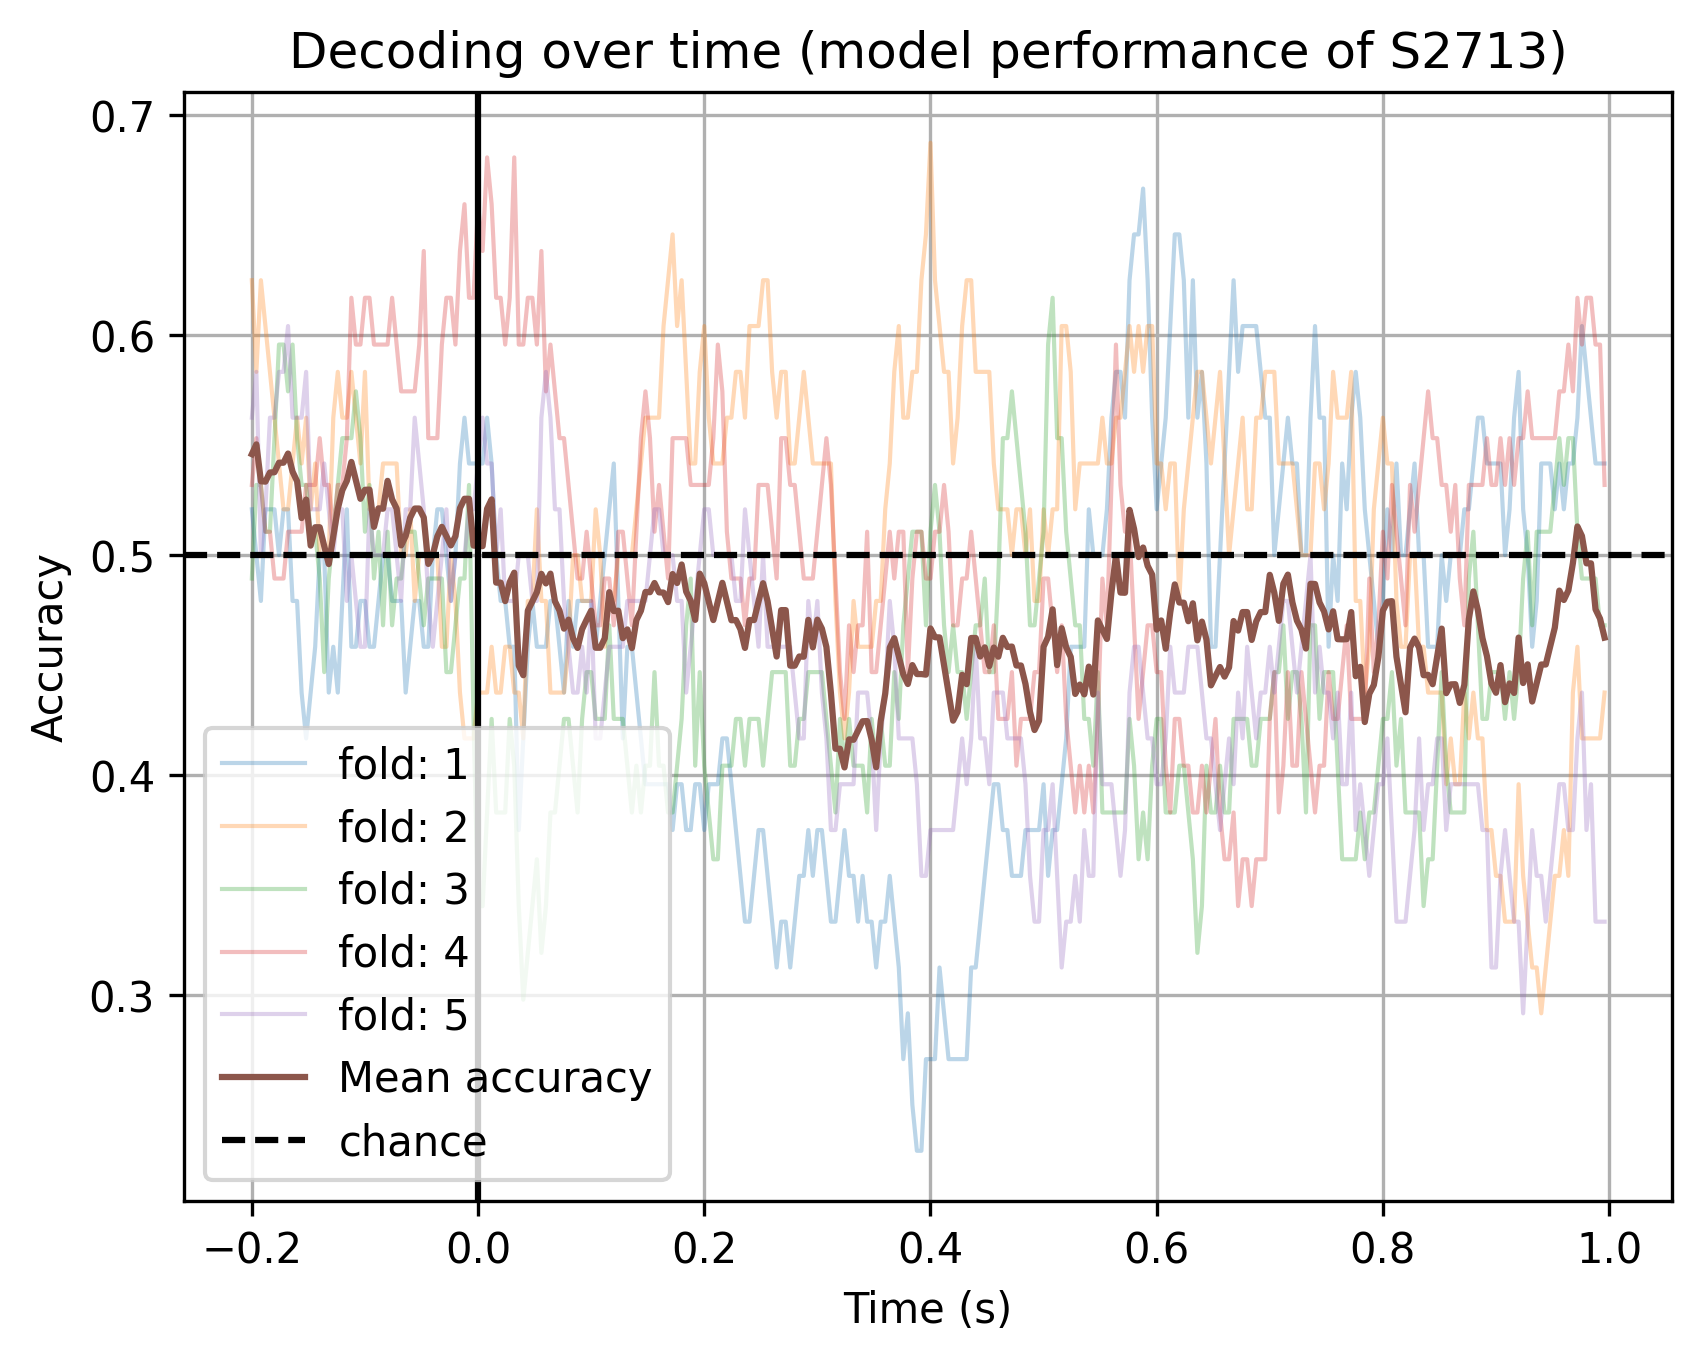 Decoding over time (model performance of S2713)
Accuracy
0.7
0.6
0.5
0.4
0.3
fold: 1
fold: 2
fold: 3
fold: 4
fold: 5
Mean accuracy
chance
−0.2 0.0 0.2 0.4 0.6 0.8 1.0
Time (s)